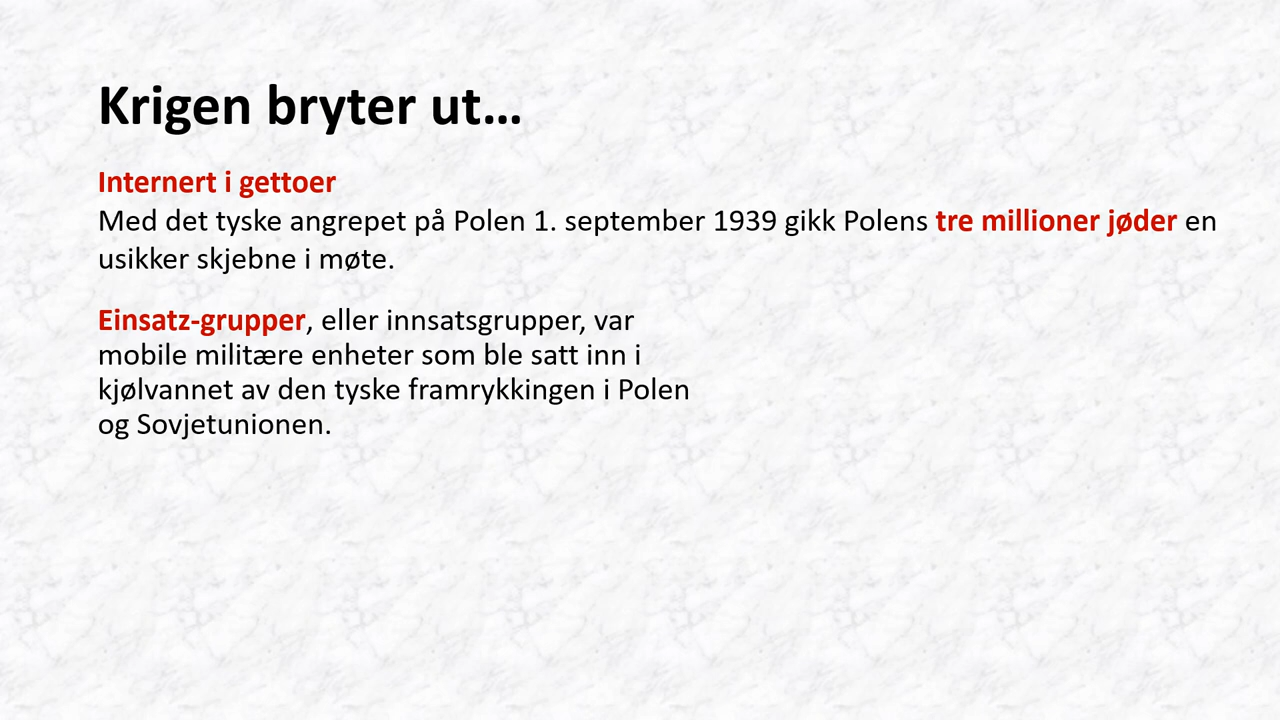 Krigen bryter ut…
Internert i gettoer
Med det tyske angrepet på Polen 1. september 1939 gikk Polens tre millioner jøder en
usikker skjebne i møte.
Einsatz-grupper, eller innsatsgrupper, var
mobile militære enheter som ble satt inn i
kjølvannet av den tyske framrykkingen i Polen
og Sovjetunionen.